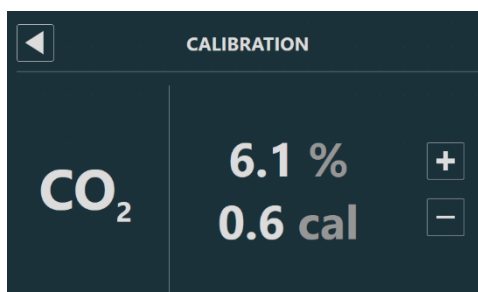 CALIBRATION
CO₂
6.1 %
0.6 cal
+
−